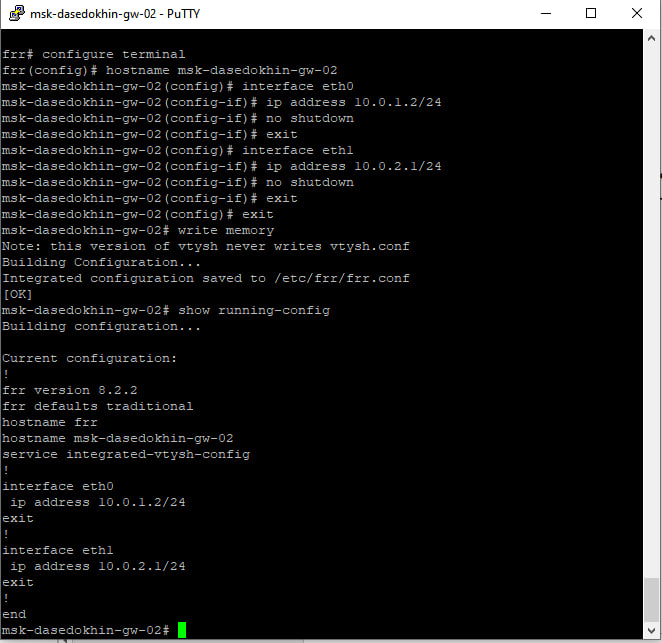 msk-dasedokhin-gw-02 - PuTTY
frr# configure terminal
frr(config)# hostname msk-dasedokhin-gw-02
msk-dasedokhin-gw-02(config)# interface eth0
msk-dasedokhin-gw-02(config-if)# ip address 10.0.1.2/24
msk-dasedokhin-gw-02(config-if)# no shutdown
msk-dasedokhin-gw-02(config-if)# exit
msk-dasedokhin-gw-02(config)# interface eth1
msk-dasedokhin-gw-02(config-if)# ip address 10.0.2.1/24
msk-dasedokhin-gw-02(config-if)# no shutdown
msk-dasedokhin-gw-02(config-if)# exit
msk-dasedokhin-gw-02(config)# exit
msk-dasedokhin-gw-02# write memory
Note: this version of vtysh never writes vtysh.conf
Building Configuration...
Integrated configuration saved to /etc/frr/frr.conf
[OK]
msk-dasedokhin-gw-02# show running-config
Building configuration...
Current configuration:
!
frr version 8.2.2
frr defaults traditional
hostname frr
hostname msk-dasedokhin-gw-02
service integrated-vtysh-config
!
interface eth0
 ip address 10.0.1.2/24
exit
!
interface eth1
 ip address 10.0.2.1/24
exit
!
end
msk-dasedokhin-gw-02#